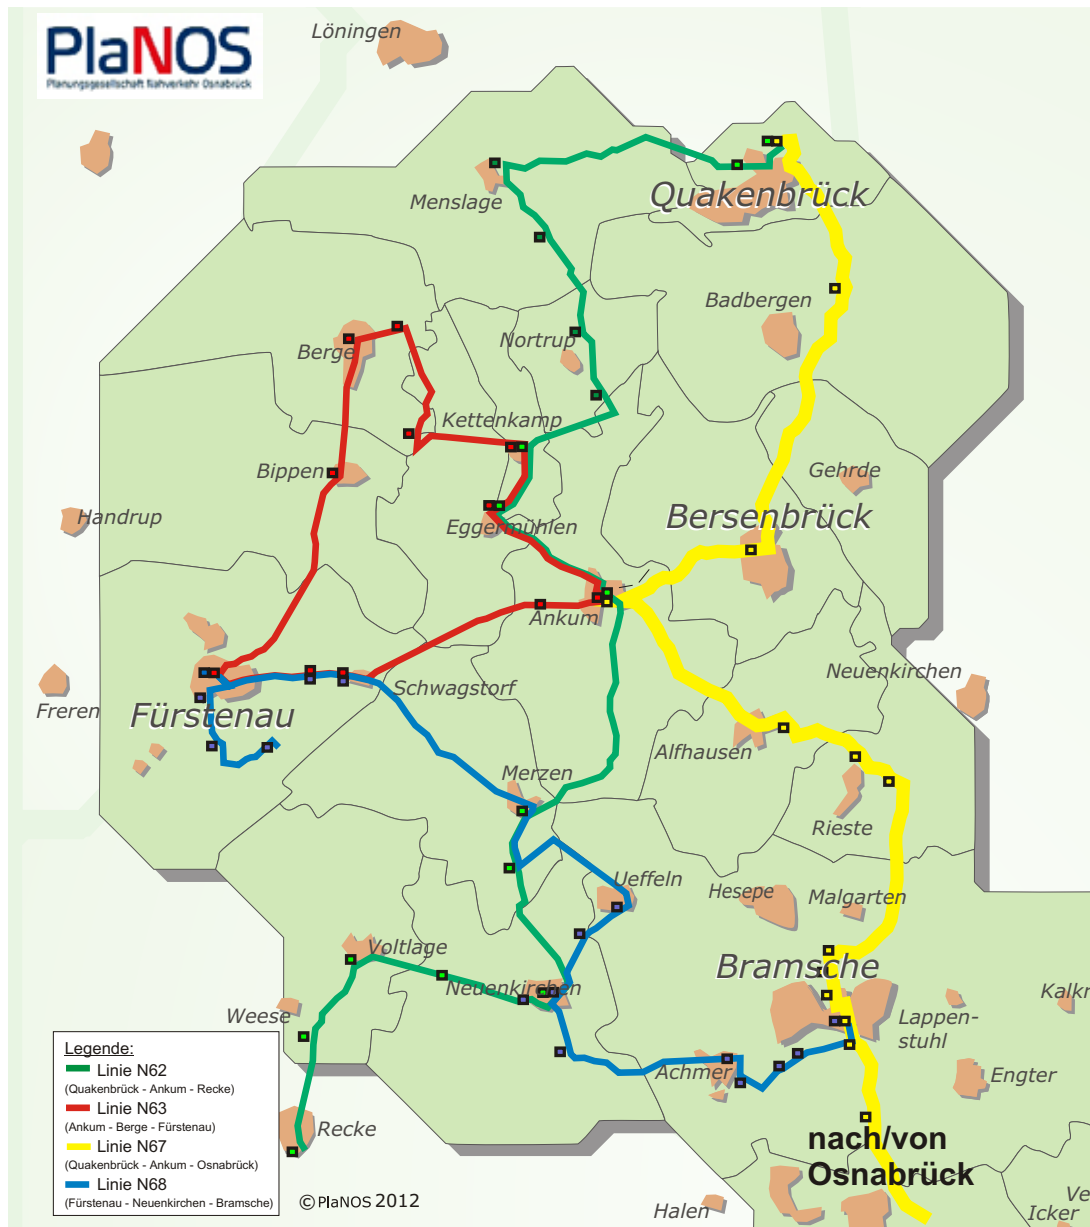 PlaNOS
Planungsgesellschaft Nahverkehr Osnabrück
Löningen
Menslage
Quakenbrück
Badbergen
Nortrup
Berge
Kettenkamp
Bippen
Gehrde
Handrup
Eggermühlen
Bersenbrück
Ankum
Neuenkirchen
Schwagstorf
Freren
Fürstenau
Alfhausen
Merzen
Rieste
Ueffeln
Hesepe
Malgarten
Voltlage
Bramsche
Neuenkirchen
Kalkr
Weese
Lappen-
stuhl
Achmer
Engter
Recke
nach/von
Osnabrück
Halen
Ve
Icker
Legende:
Linie N62
(Quakenbrück - Ankum - Recke)
Linie N63
(Ankum - Berge - Fürstenau)
Linie N67
(Quakenbrück - Ankum - Osnabrück)
Linie N68
(Fürstenau - Neuenkirchen - Bramsche)
© PlaNOS 2012